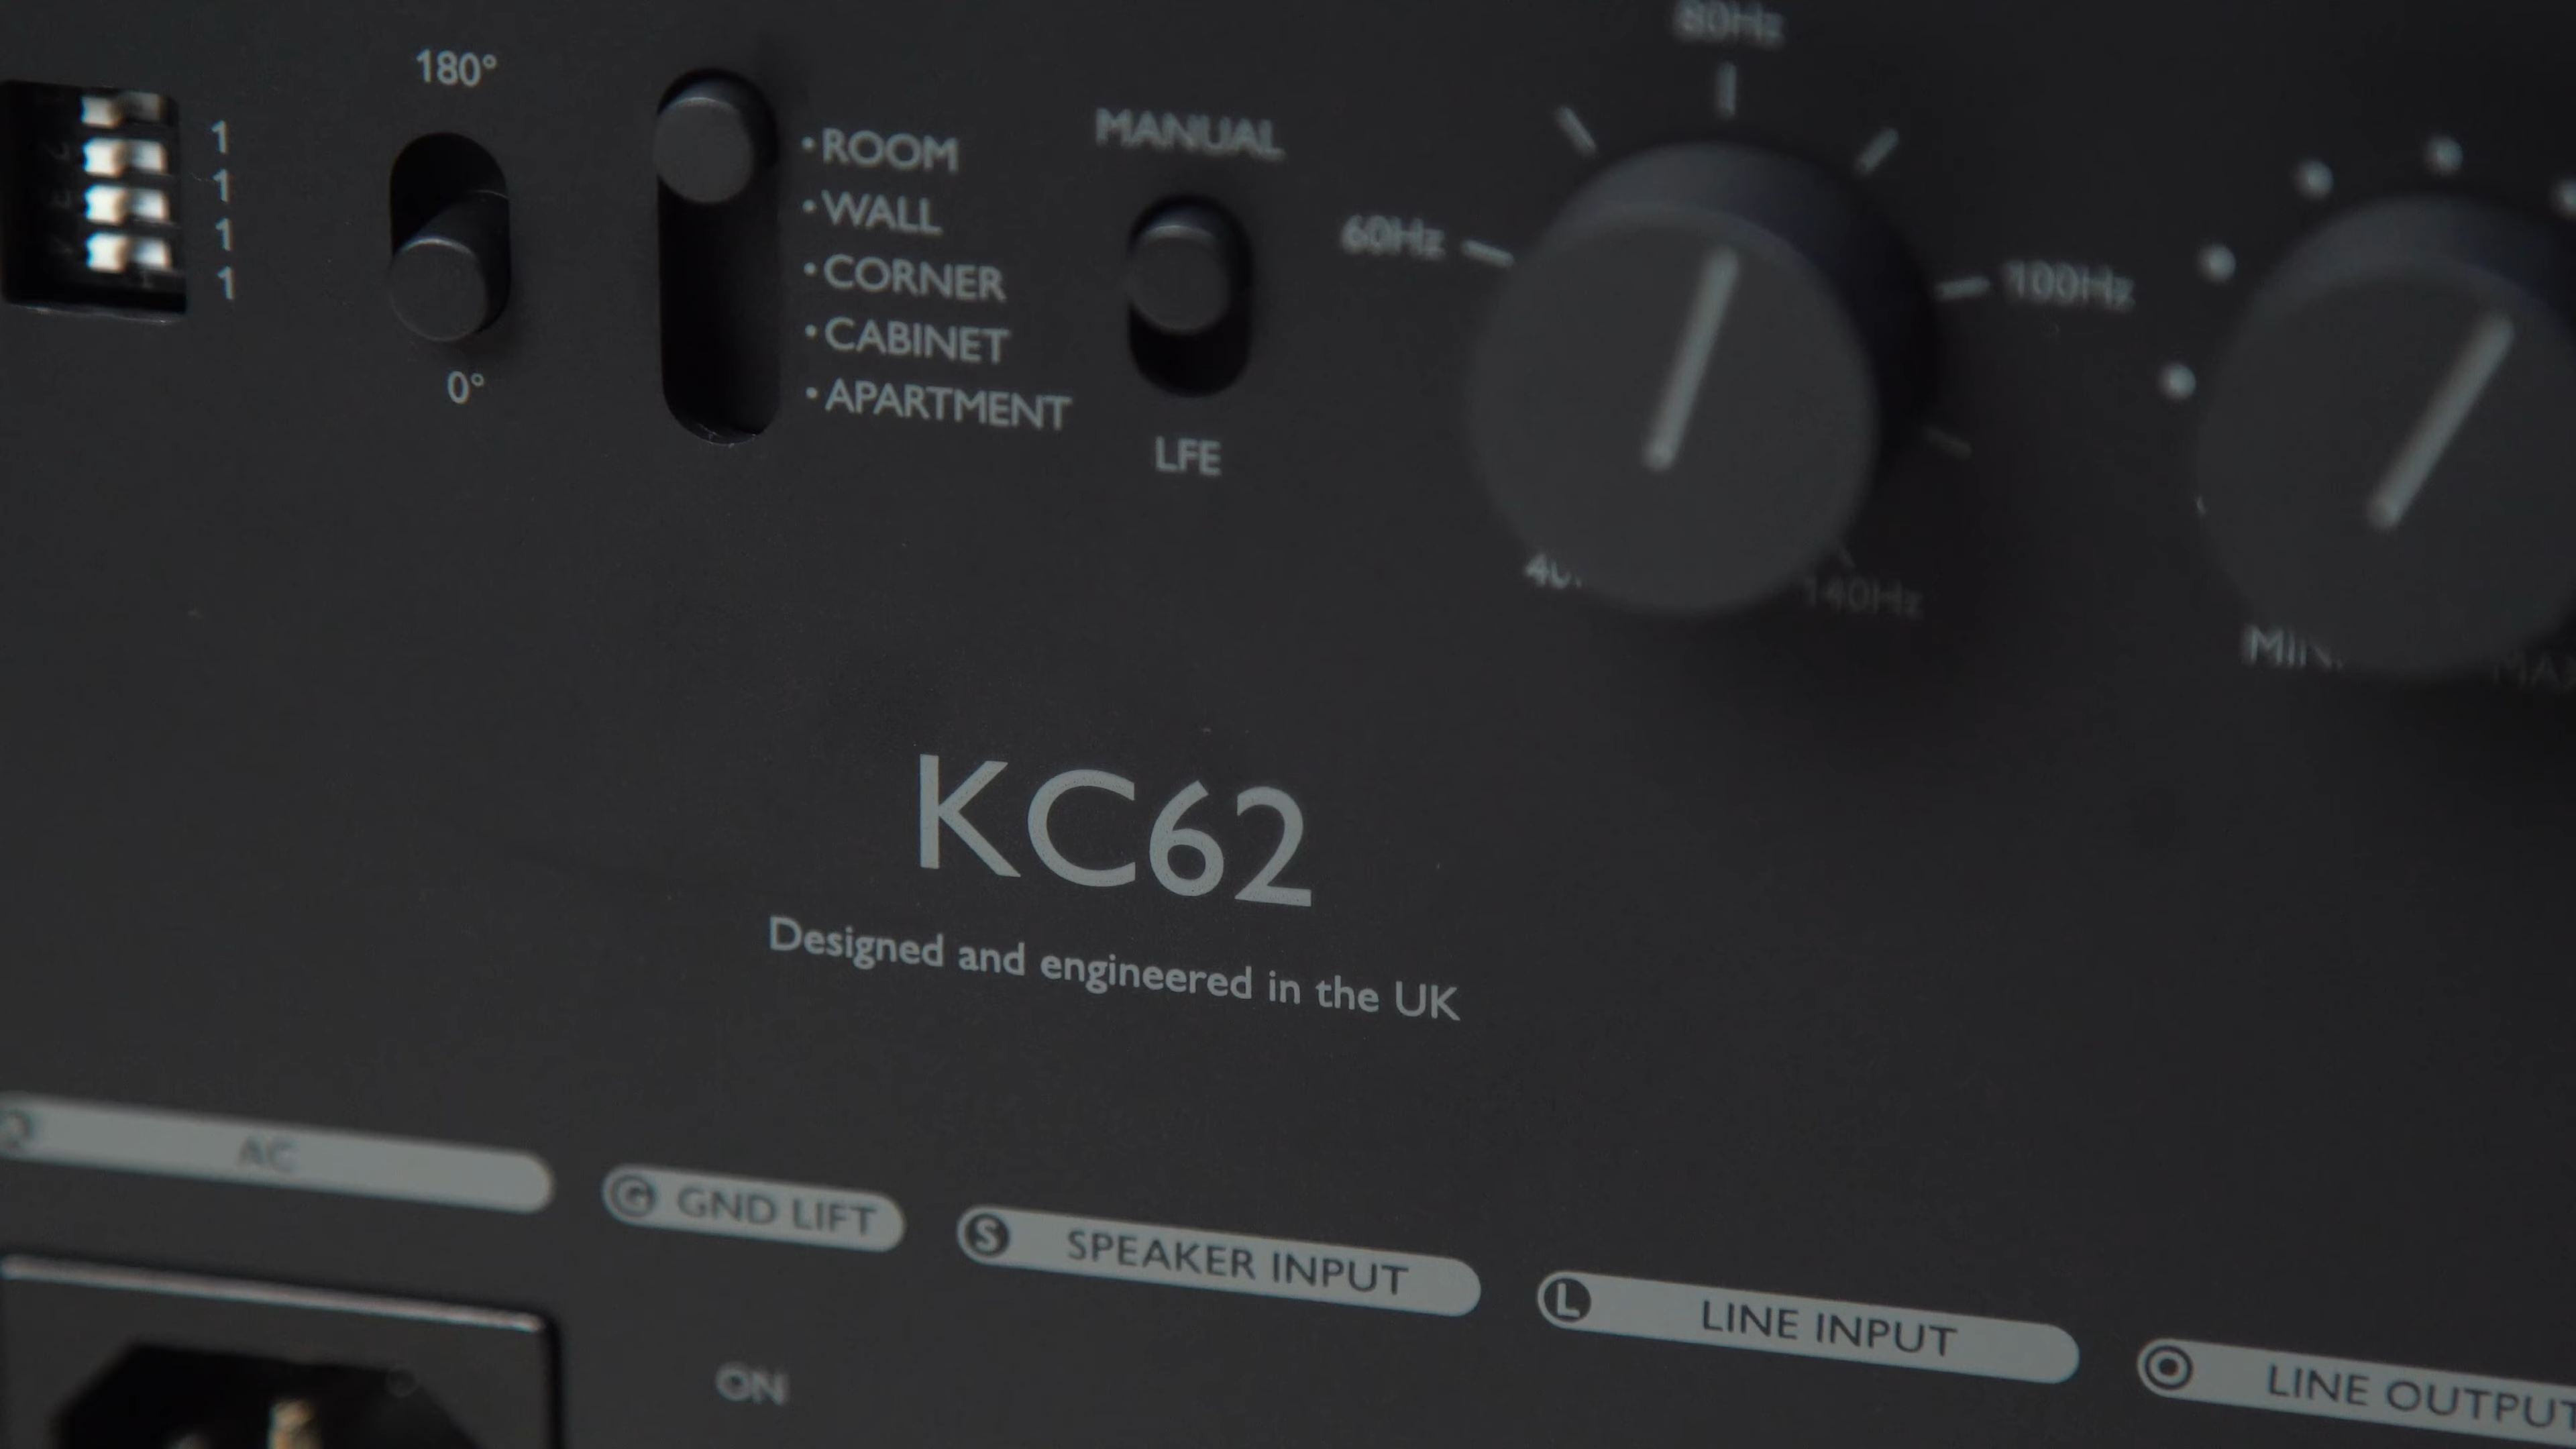 180°
1
1
1
1
0°
•ROOM
•WALL
•CORNER
•CABINET
•APARTMENT
MANUAL
LFE
80Hz
60Hz
100Hz
140Hz
KC62
Designed and engineered in the UK
AC
G GND LIFT
S SPEAKER INPUT
L LINE INPUT
O LINE OUTPUT
ON